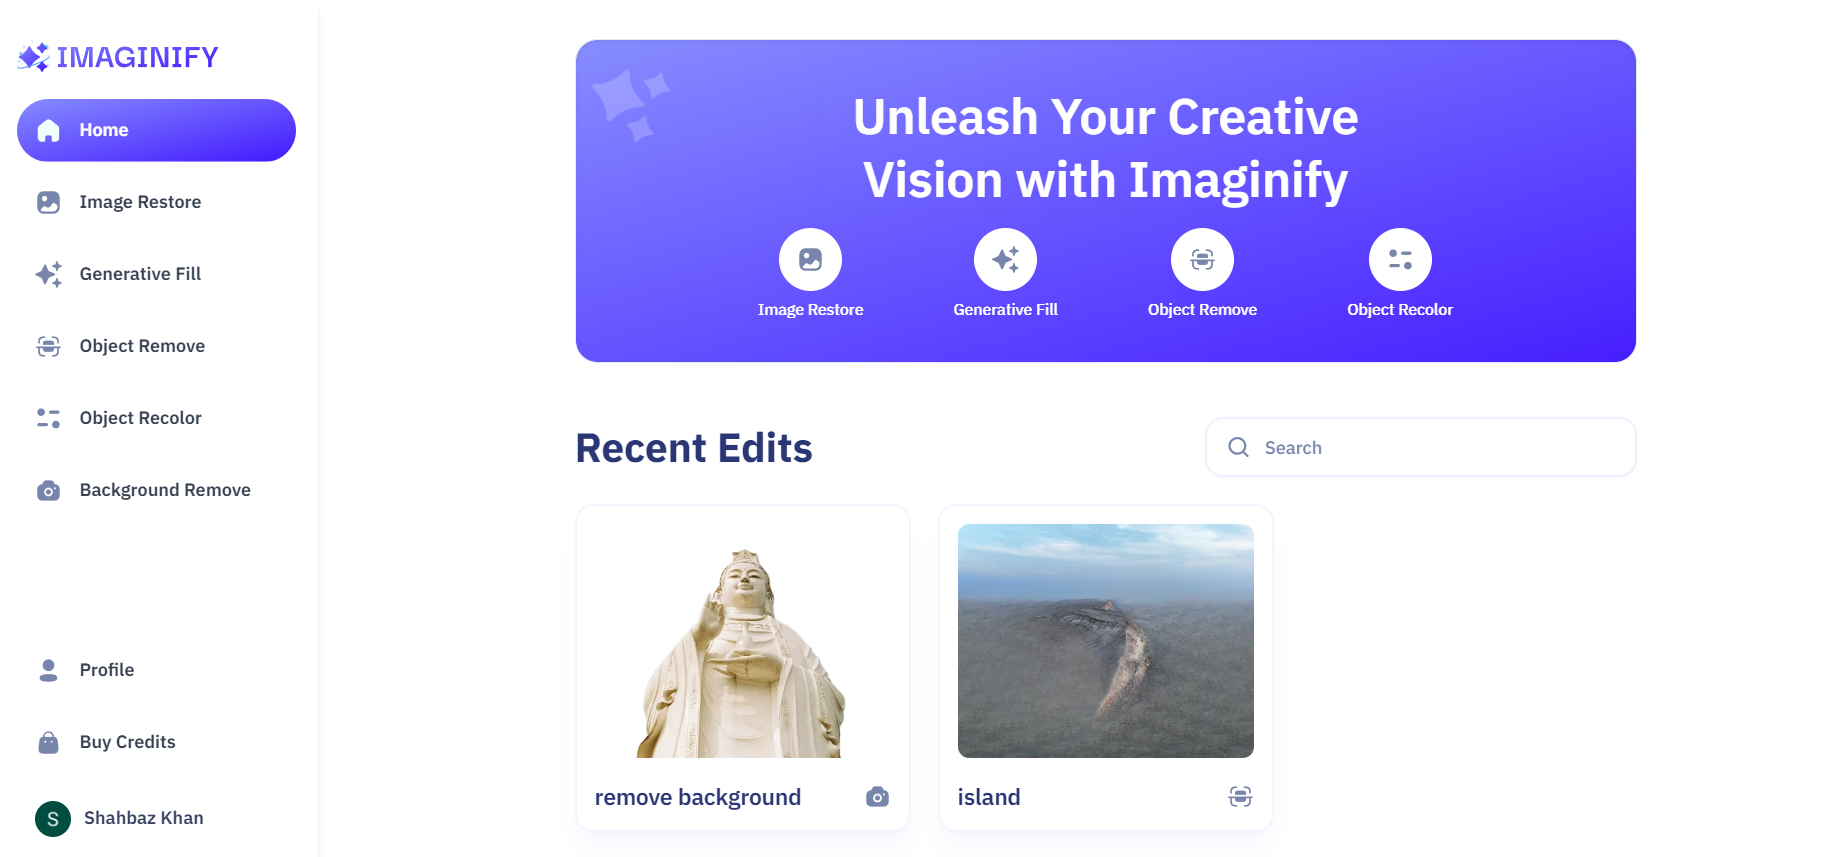 IMAGINIFY
Home
Image Restore
Generative Fill
Object Remove
Object Recolor
Background Remove
Profile
Buy Credits
S
Shahbaz Khan
Unleash Your Creative
Vision with Imaginify
Image Restore
Generative Fill
Object Remove
Object Recolor
Recent Edits
Search
remove background
island